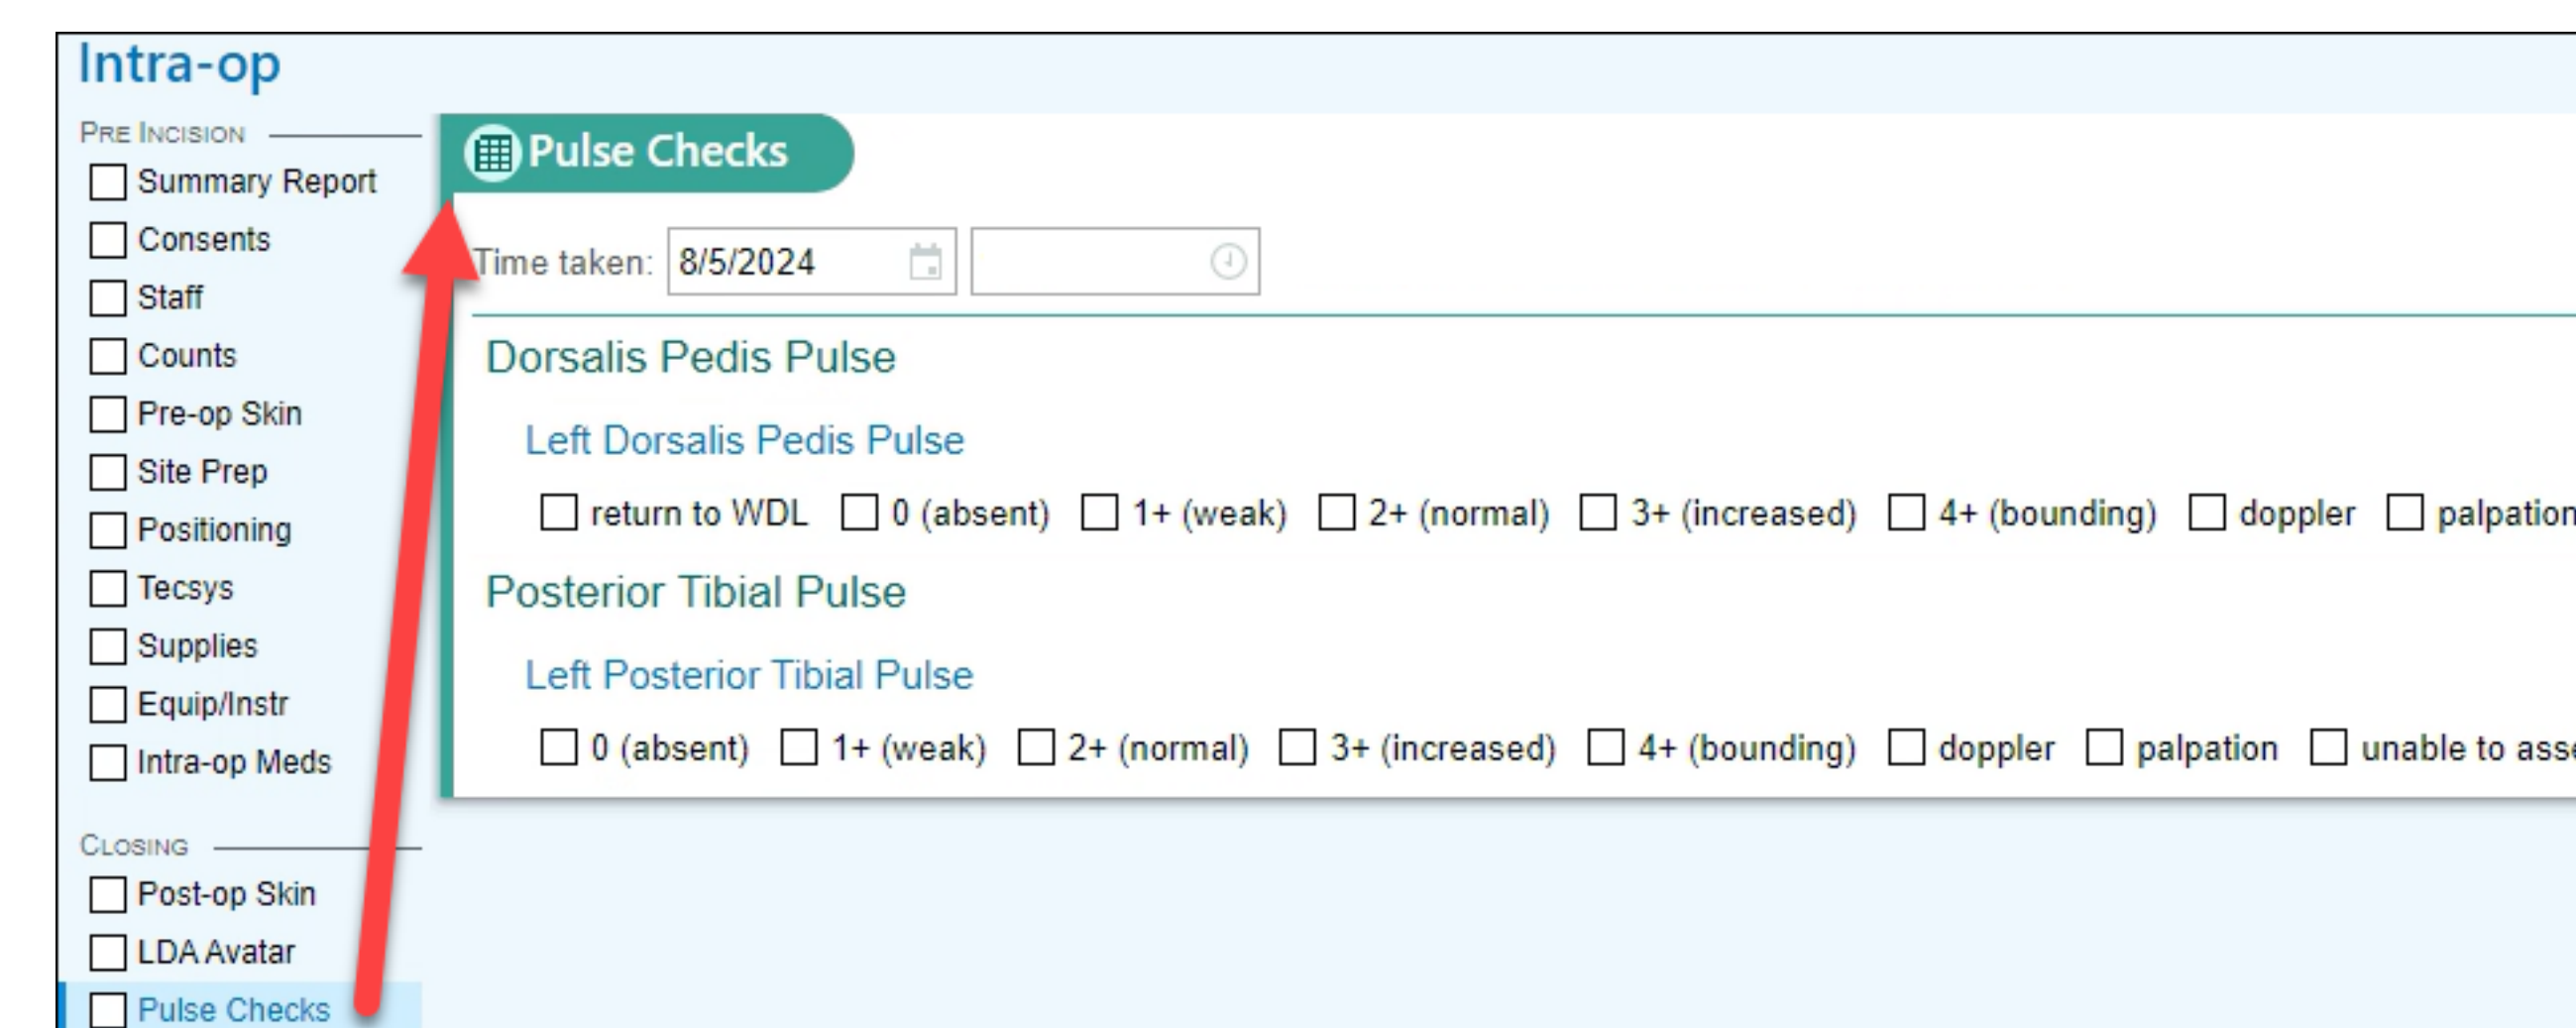 Intra-op
PRE INCISION
Summary Report
Consents
Staff
Counts
Pre-op Skin
Site Prep
Positioning
Tecsys
Supplies
Equip/Instr
Intra-op Meds
CLOSING
Post-op Skin
LDA Avatar
Pulse Checks
Pulse Checks
Time taken: 8/5/2024
Dorsalis Pedis Pulse
Left Dorsalis Pedis Pulse
return to WDL 0 (absent) 1+ (weak) 2+ (normal) 3+ (increased) 4+ (bounding) doppler palpation
Posterior Tibial Pulse
Left Posterior Tibial Pulse
0 (absent) 1+ (weak) 2+ (normal) 3+ (increased) 4+ (bounding) doppler palpation unable to